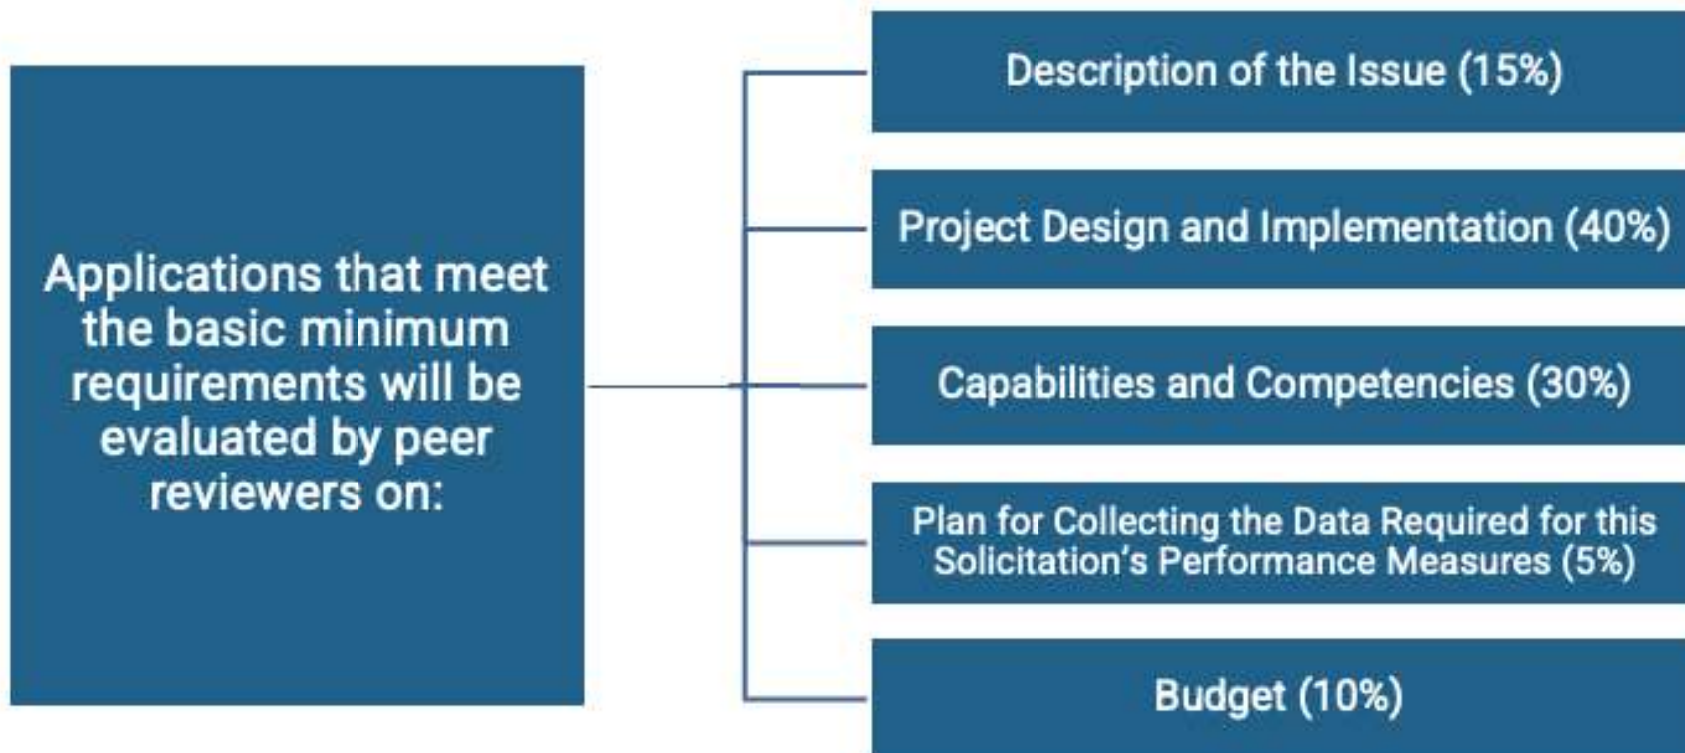 Applications that meet
the basic minimum
requirements will be
evaluated by peer
reviewers on:
Description of the Issue (15%)
Project Design and Implementation (40%)
Capabilities and Competencies (30%)
Plan for Collecting the Data Required for this
Solicitation's Performance Measures (5%)
Budget (10%)